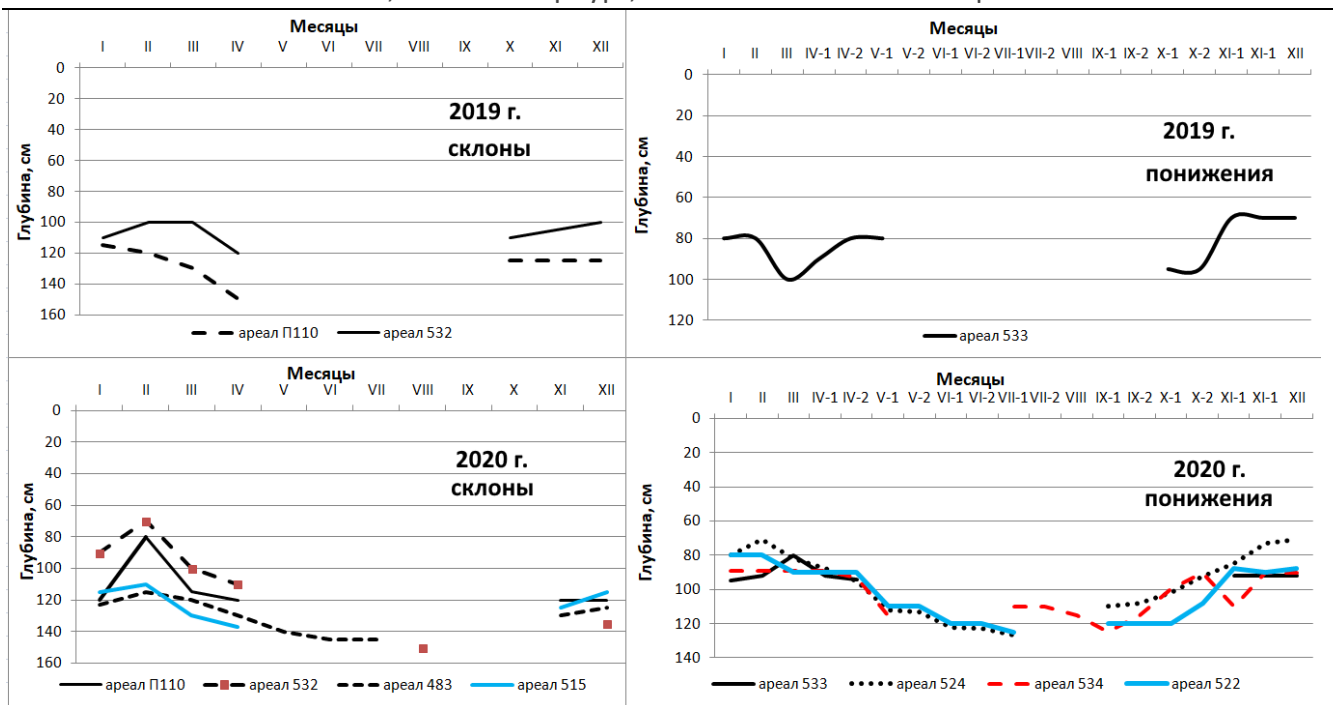 Месяцы
I II III IV V VI VII VIII IX X XI XII
0
20
40
60
80
100
120
140
160
Глубина, см
2019 г.
склоны
ареал П110 ареал 532
Месяцы
I II III IV-1 IV-2 V-1 V-2 VI-1 VI-2 VII-1 VII-2 VIII IX-1 IX-2 X-1 X-2 XI-1 XI-1 XII
0
20
40
60
80
100
120
Глубина, см
2019 г.
понижения
ареал 533
Месяцы
I II III IV V VI VII VIII IX X XI XII
0
20
40
60
80
100
120
140
160
Глубина, см
2020 г.
склоны
ареал П110 ареал 532 ареал 483 ареал 515
Месяцы
I II III IV-1 IV-2 V-1 V-2 VI-1 VI-2 VII-1 VII-2 VIII IX-1 IX-2 X-1 X-2 XI-1 XI-1 XII
0
20
40
60
80
100
120
140
Глубина, см
2020 г.
понижения
ареал 533 ареал 524 ареал 534 ареал 522